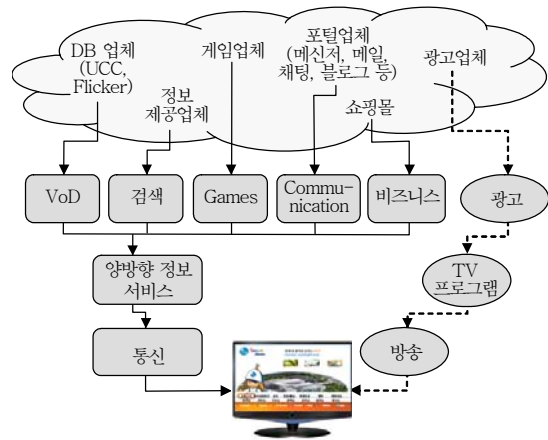 DB 업체
(UCC,
Flicker)
정보
제공업체
게임업체
포털업체
(메신저, 메일,
채팅, 블로그 등)
쇼핑몰
광고업체
VoD
검색
Games
Commu-
nication
비즈니스
광고
양방향 정보
서비스
TV
프로그램
통신
방송